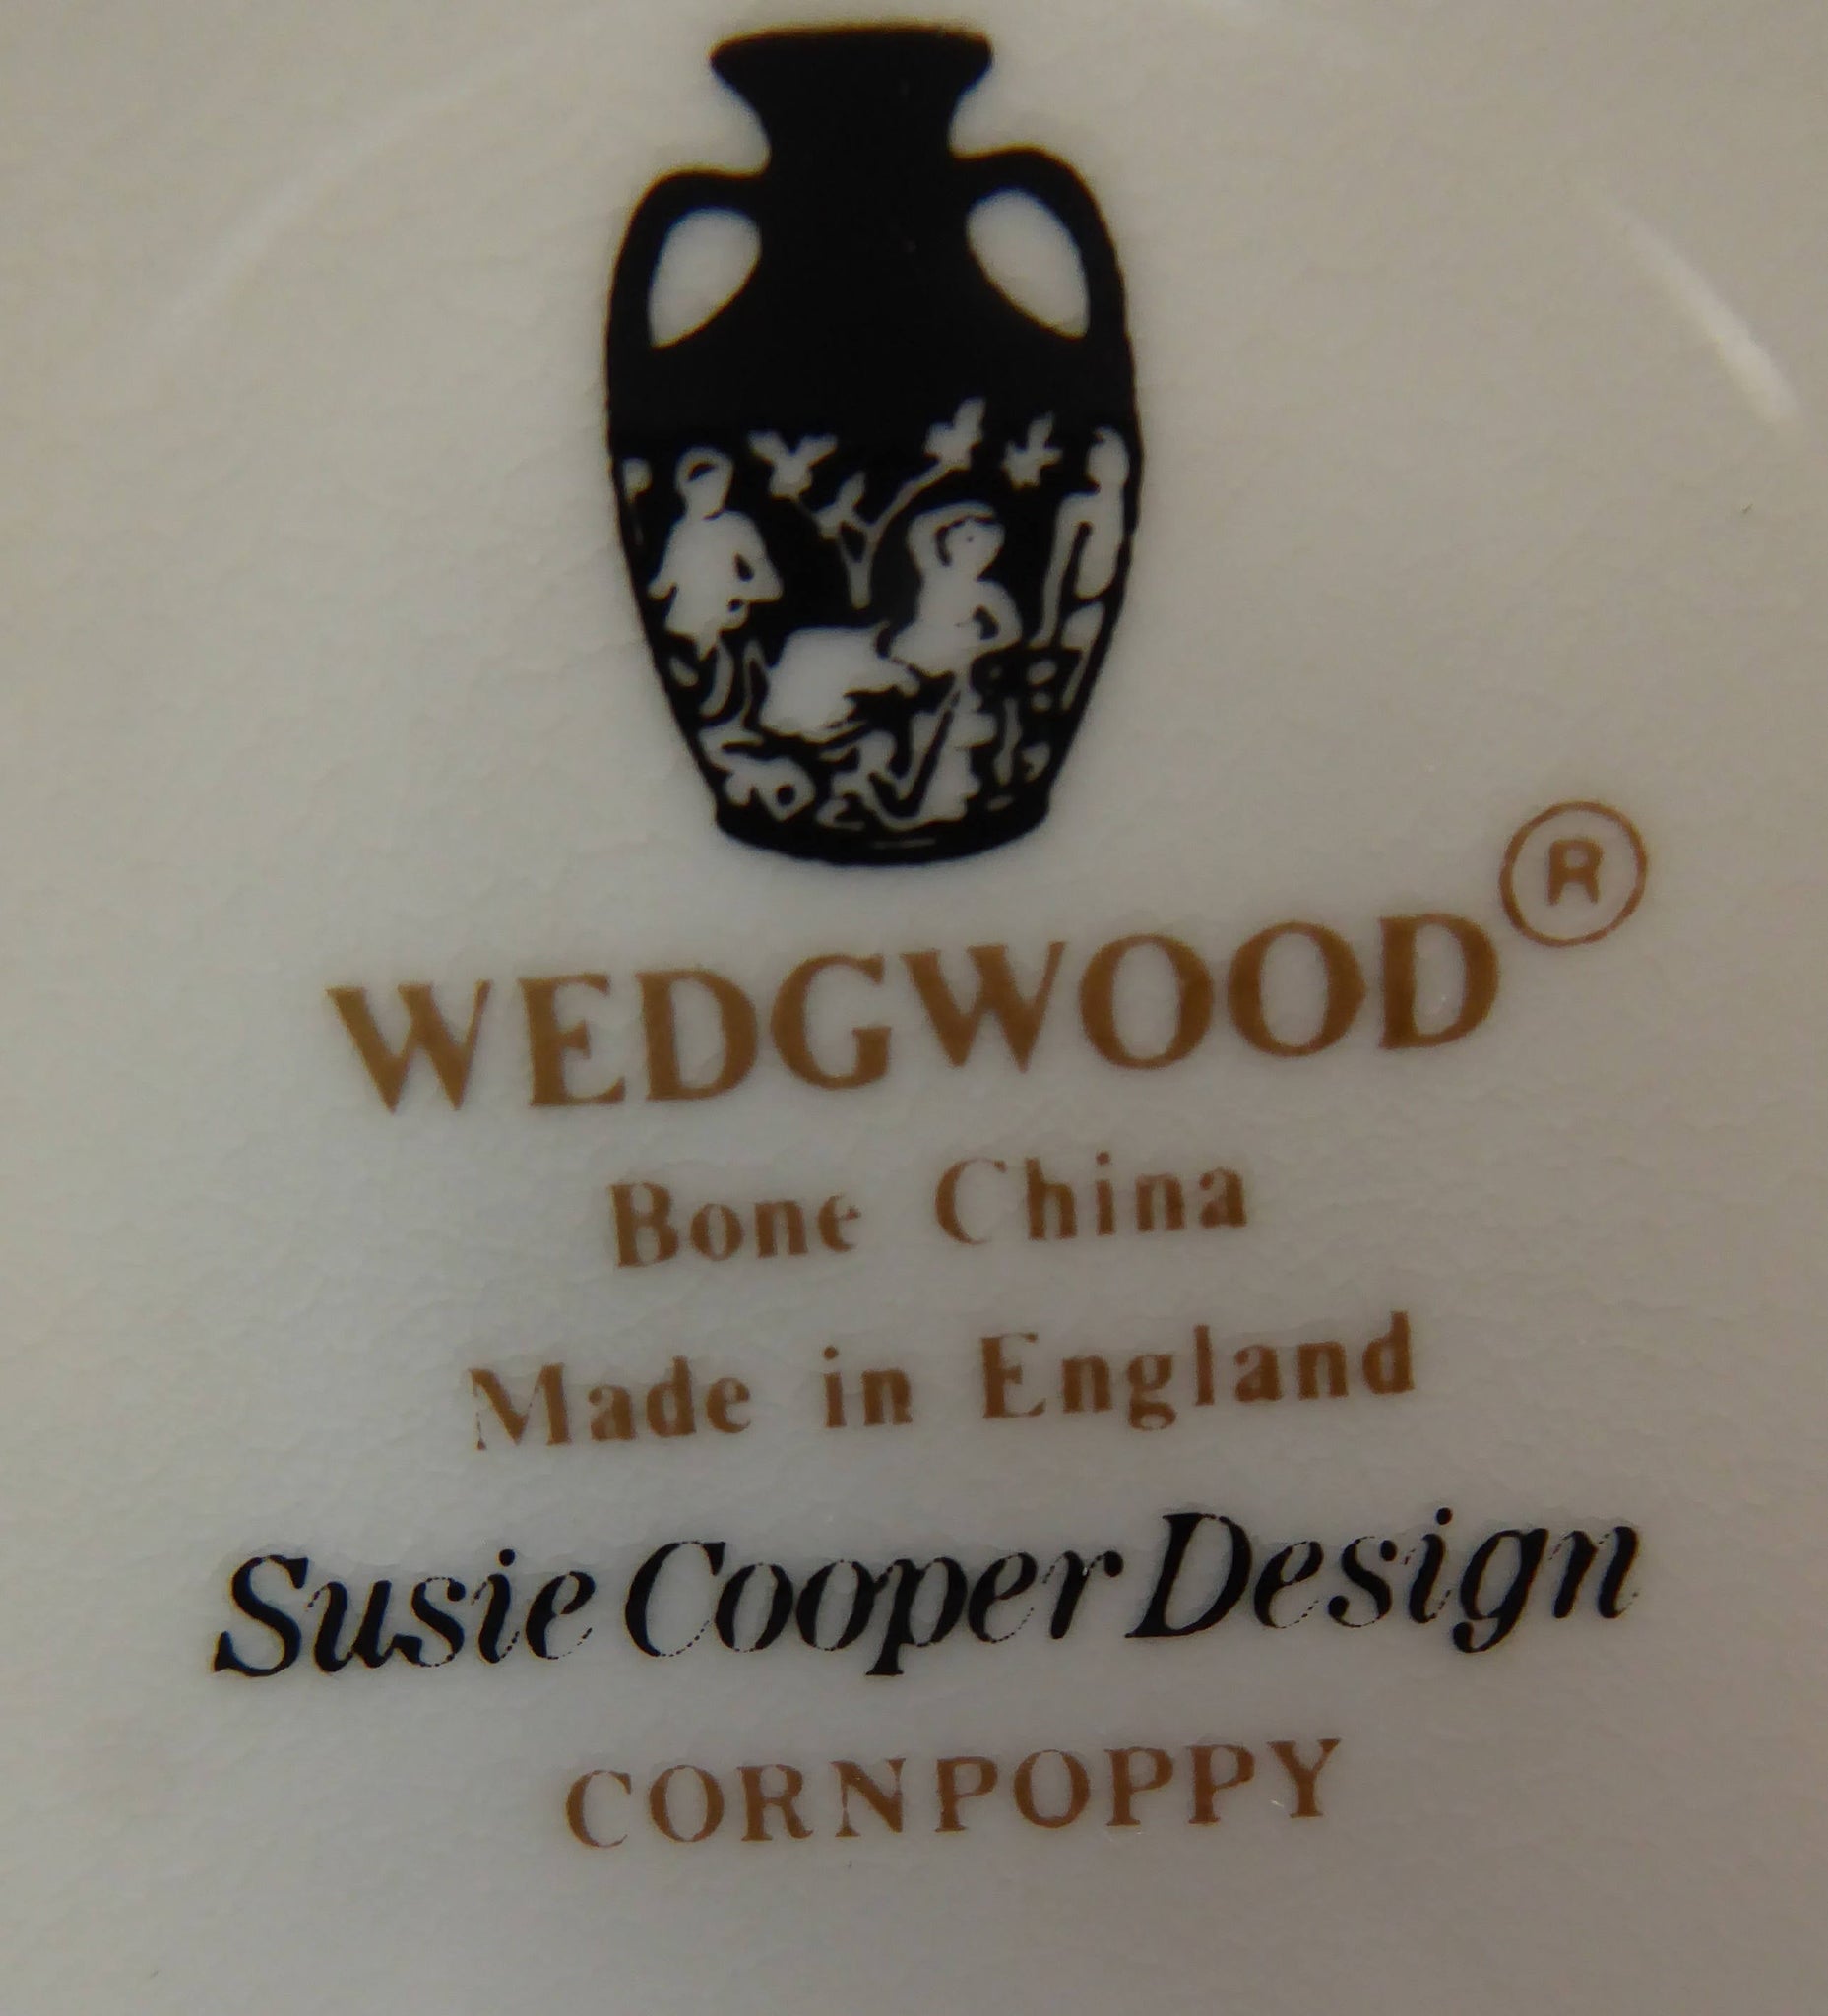 WEDGWOOD®
Bone China
Made in England
Susie Cooper Design
CORNPOPPY